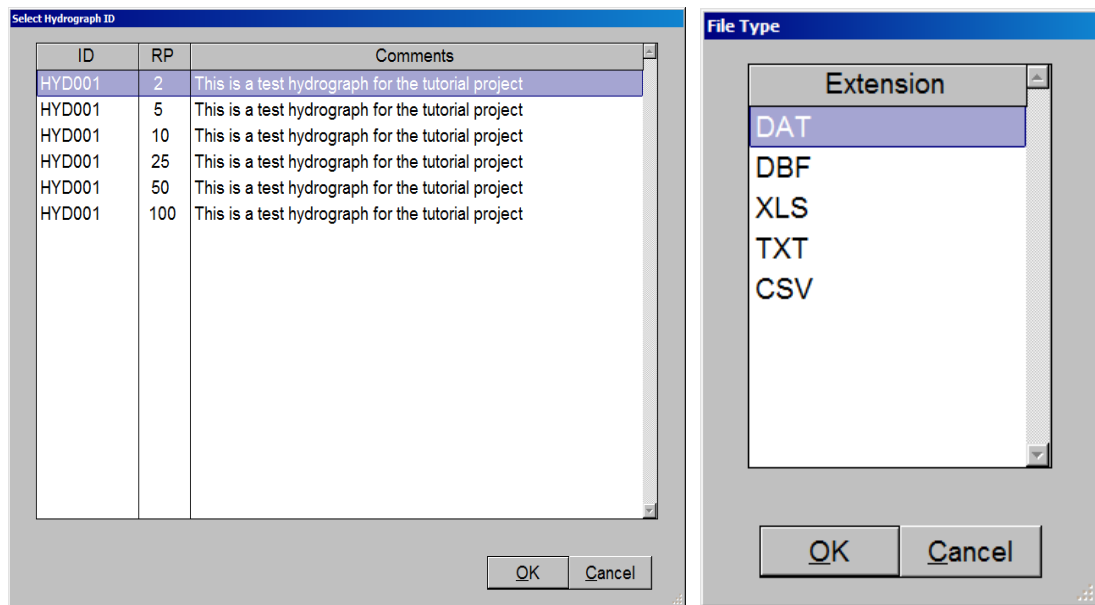 Select Hydrograph ID
ID RP Comments
HYD001 2 This is a test hydrograph for the tutorial project
HYD001 5 This is a test hydrograph for the tutorial project
HYD001 10 This is a test hydrograph for the tutorial project
HYD001 25 This is a test hydrograph for the tutorial project
HYD001 50 This is a test hydrograph for the tutorial project
HYD001 100 This is a test hydrograph for the tutorial project
OK Cancel
File Type
Extension
DAT
DBF
XLS
TXT
CSV
OK Cancel